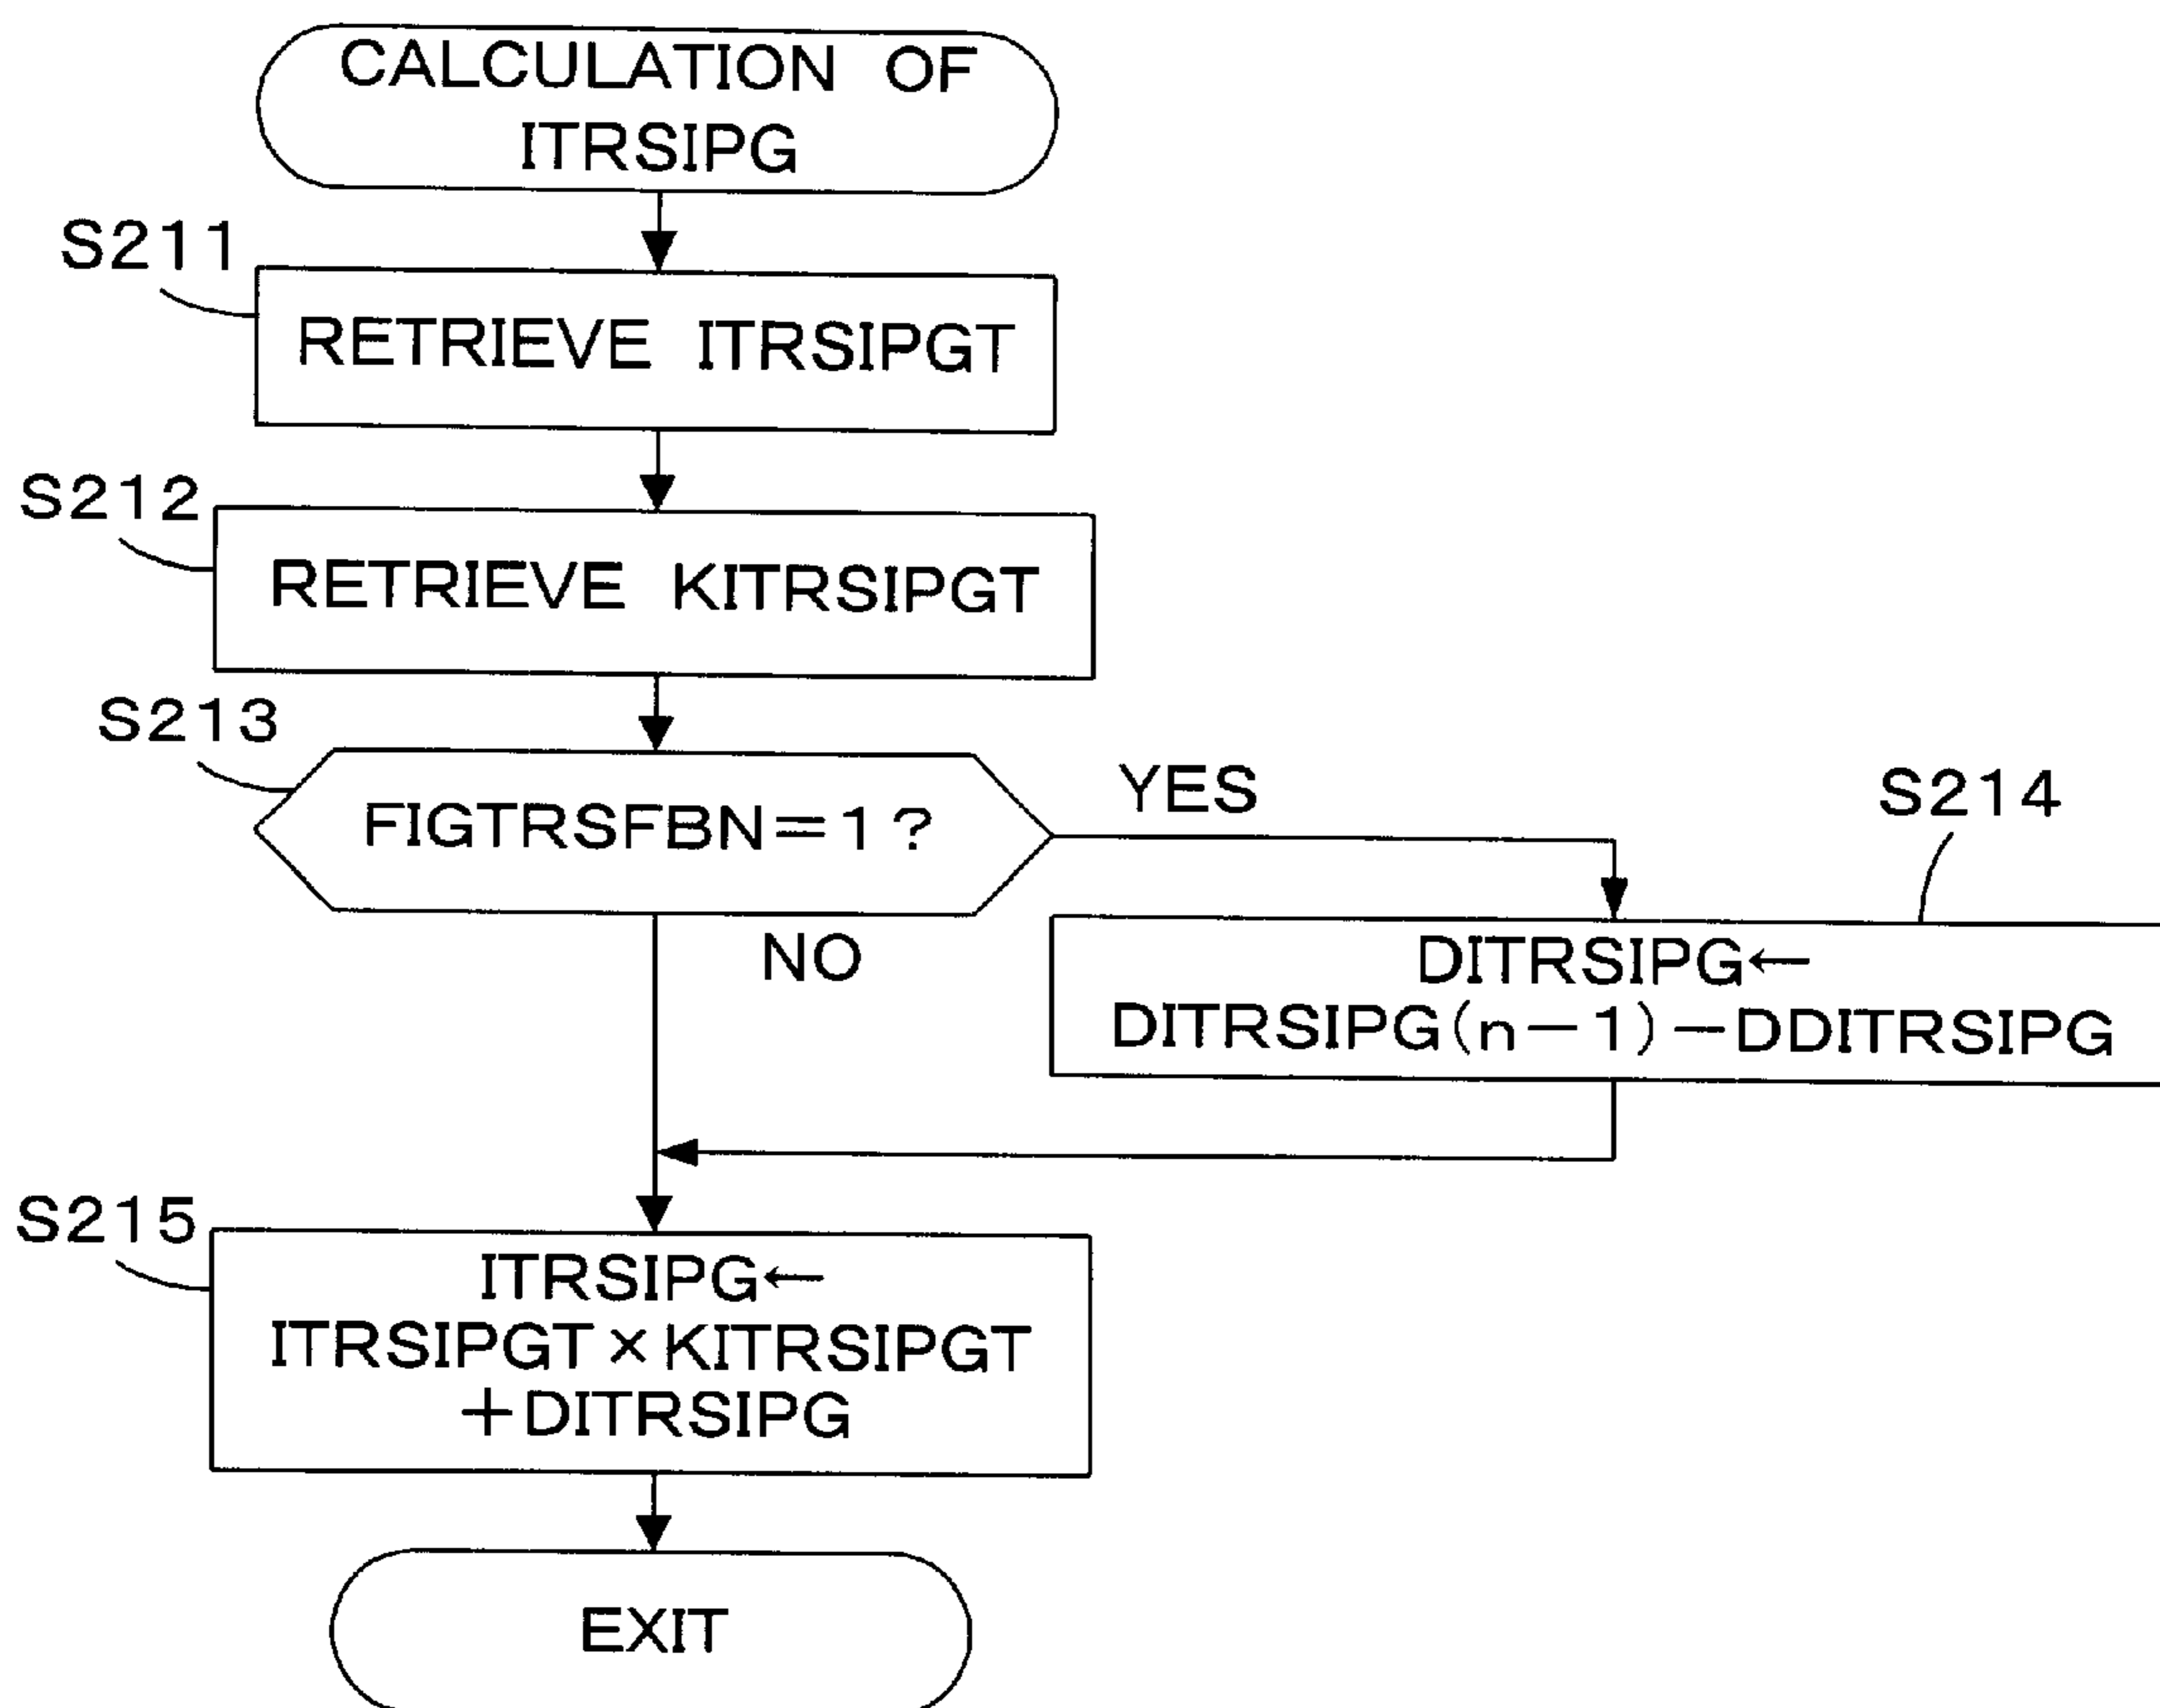 CALCULATION OF
ITRSIPG
S211
RETRIEVE ITRSIPGT
S212
RETRIEVE KITRSIPGT
S213
FIGTRSFBN=1?
YES
NO
S214
DITRSIPG←
DITRSIPG(n-1)-DDITRSIPG
S215
ITRSIPG←
ITRSIPGT×KITRSIPGT
+DITRSIPG
EXIT